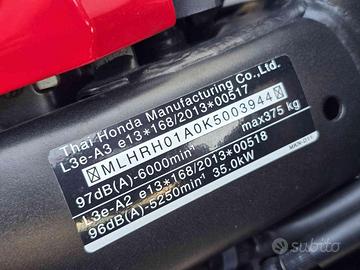 Thai Honda Manufacturing Co.,Ltd.
L3e-A3 e13*168/2013*00517
MLHRH01A0K5003944
97dB(A)-6000min⁻¹ max375 kg
L3e-A2 e13*168/2013*00518
96dB(A)-5250min⁻¹ 35.0kW
subito